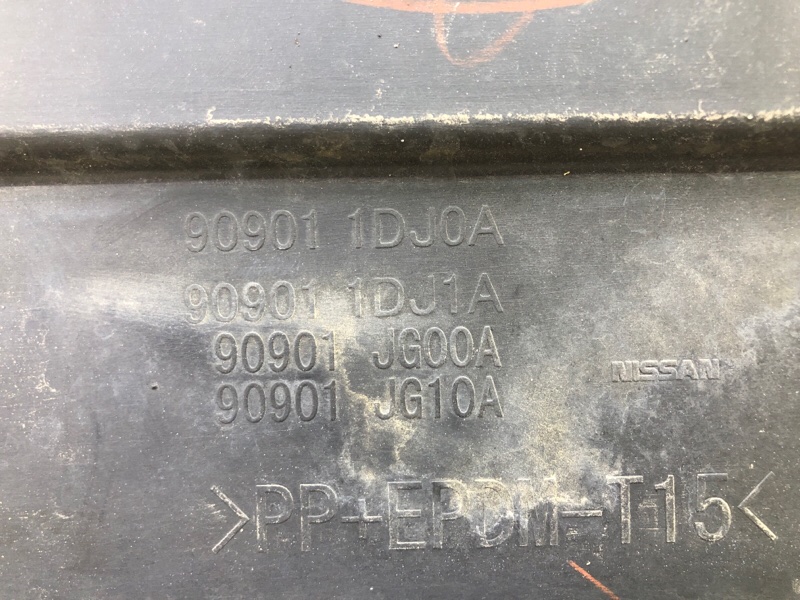 90901 1DJ0A
90901 1DJ1A
90901 JG00A
90901 JG10A
NISSAN
>PP+EPDM-T15<